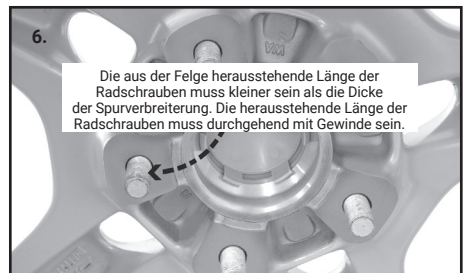 6.
Die aus der Felge herausstehende Länge der
Radschrauben muss kleiner sein als die Dicke
der Spurverbreiterung. Die herausstehende Länge der
Radschrauben muss durchgehend mit Gewinde sein.